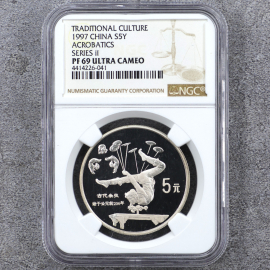 TRADITIONAL CULTURE
1997 CHINA S5Y
ACROBATICS
SERIES II
PF 69 ULTRA CAMEO
4414226-041
NGC
NUMISMATIC GUARANTY CORPORATION
5元
古代杂技